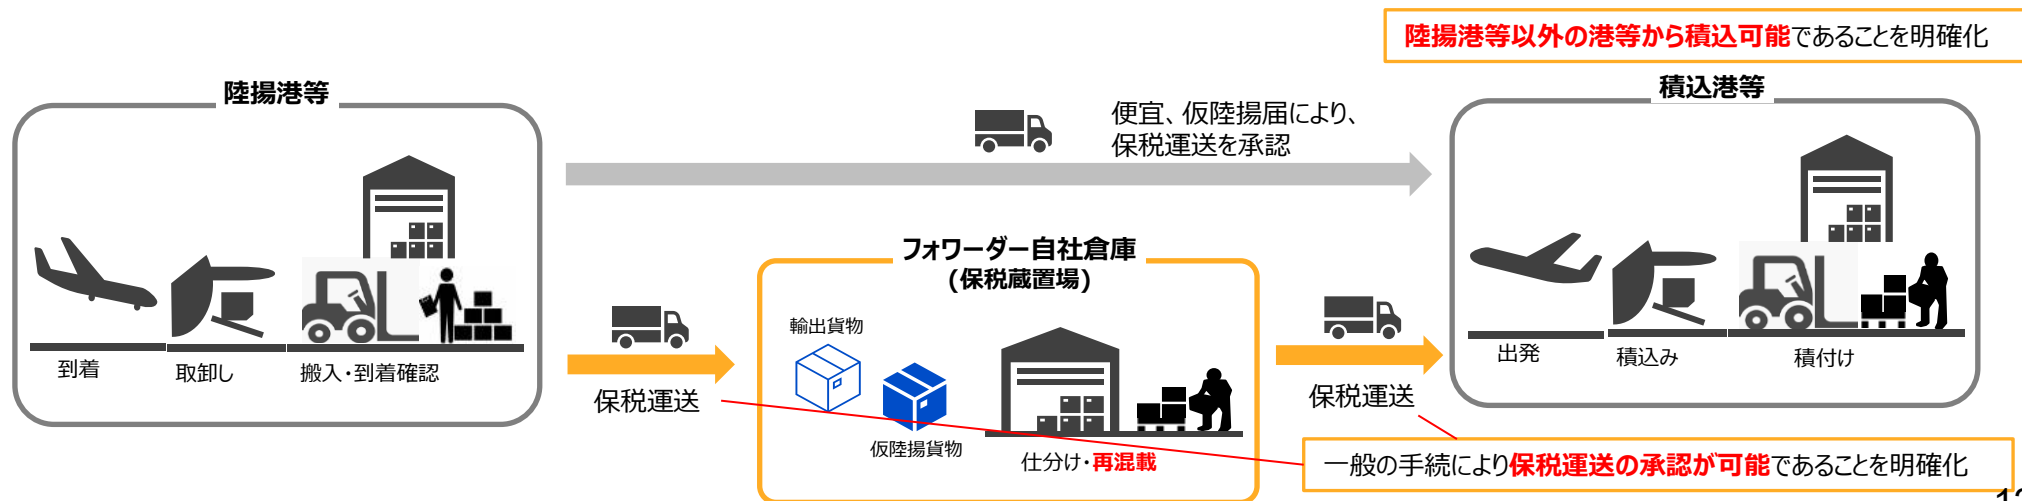 陸揚港等以外の港等から積込可能であることを明確化
陸揚港等
積込港等
便宜、仮陸揚届により、
保税運送を承認
フォワーダー自社倉庫
(保税蔵置場)
輸出貨物
到着
取卸し
搬入・到着確認
保税運送
仮陸揚貨物
仕分け・再混載
保税運送
出発
積込み
積付け
一般の手続により保税運送の承認が可能であることを明確化